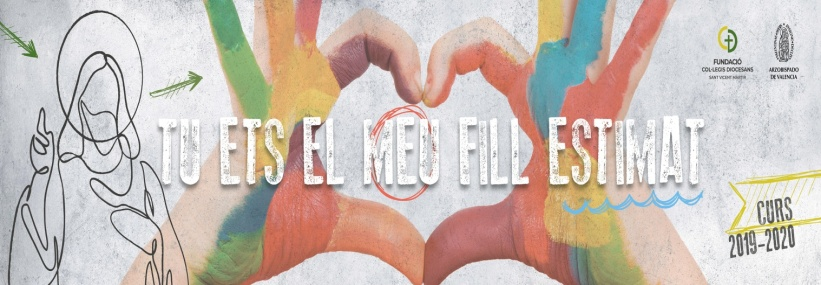 TU ETS EL MEU FILL ESTIMAT
FUNDACIÓ
COL·LEGIS DIOCESANS
SANT VICENT MÀRTIR
ARZOBISPADO
DE VALENCIA
CURS
2019-2020